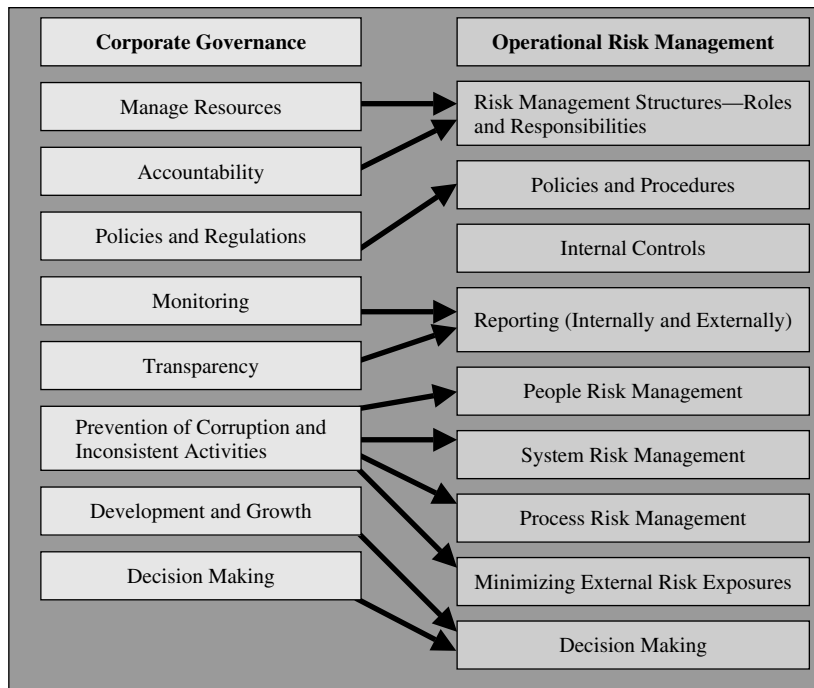 Corporate Governance
Manage Resources
Accountability
Policies and Regulations
Monitoring
Transparency
Prevention of Corruption and
Inconsistent Activities
Development and Growth
Decision Making
Operational Risk Management
Risk Management Structures—Roles
and Responsibilities
Policies and Procedures
Internal Controls
Reporting (Internally and Externally)
People Risk Management
System Risk Management
Process Risk Management
Minimizing External Risk Exposures
Decision Making